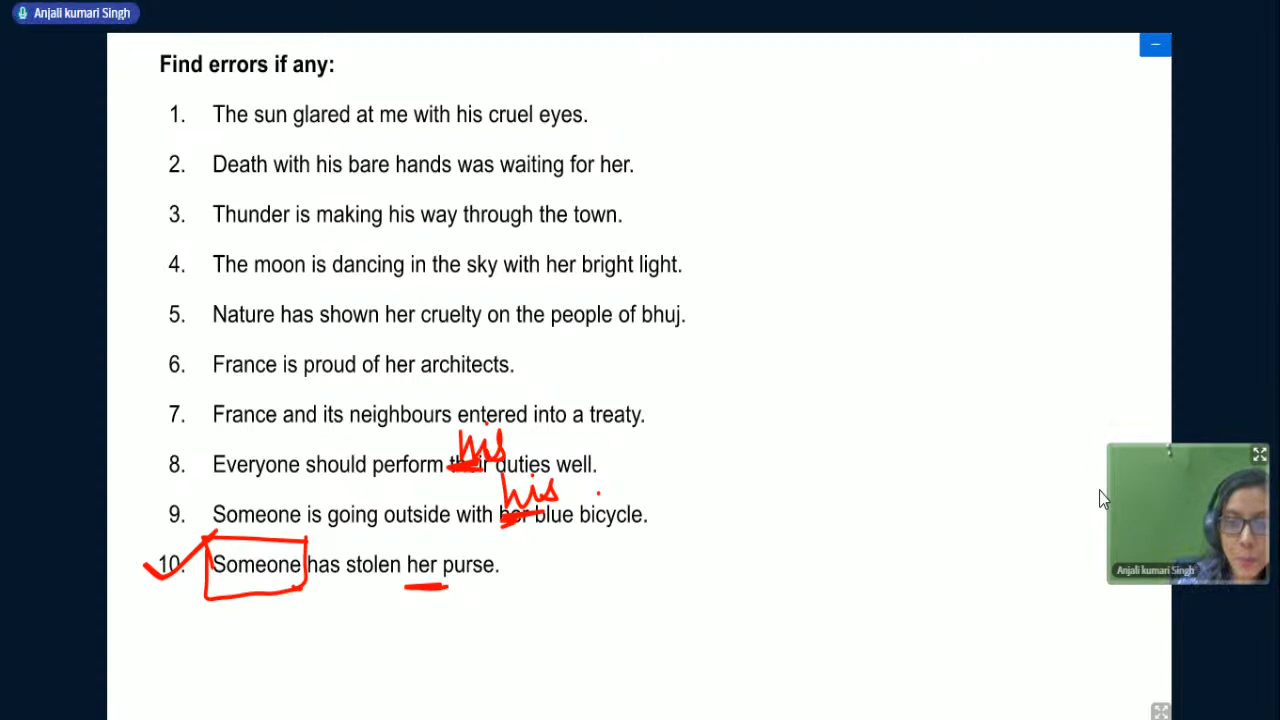 Anjali kumari Singh
Find errors if any:
1. The sun glared at me with his cruel eyes.
2. Death with his bare hands was waiting for her.
3. Thunder is making his way through the town.
4. The moon is dancing in the sky with her bright light.
5. Nature has shown her cruelty on the people of bhuj.
6. France is proud of her architects.
7. France and its neighbours entered into a treaty.
his
8. Everyone should perform their duties well.
his
9. Someone is going outside with her blue bicycle.
10. Someone has stolen her purse.
Anjali kumari Singh